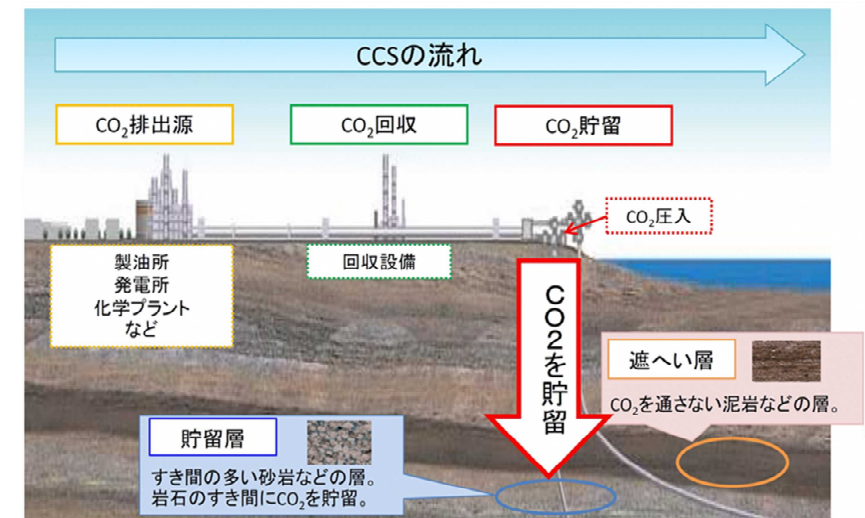 CCSの流れ
CO₂排出源
CO₂回収
CO₂貯留
CO₂圧入
製油所
発電所
化学プラント
など
回収設備
CO2を貯留
遮へい層
CO₂を通さない泥岩などの層。
貯留層
すき間の多い砂岩などの層。
岩石のすき間にCO₂を貯留。